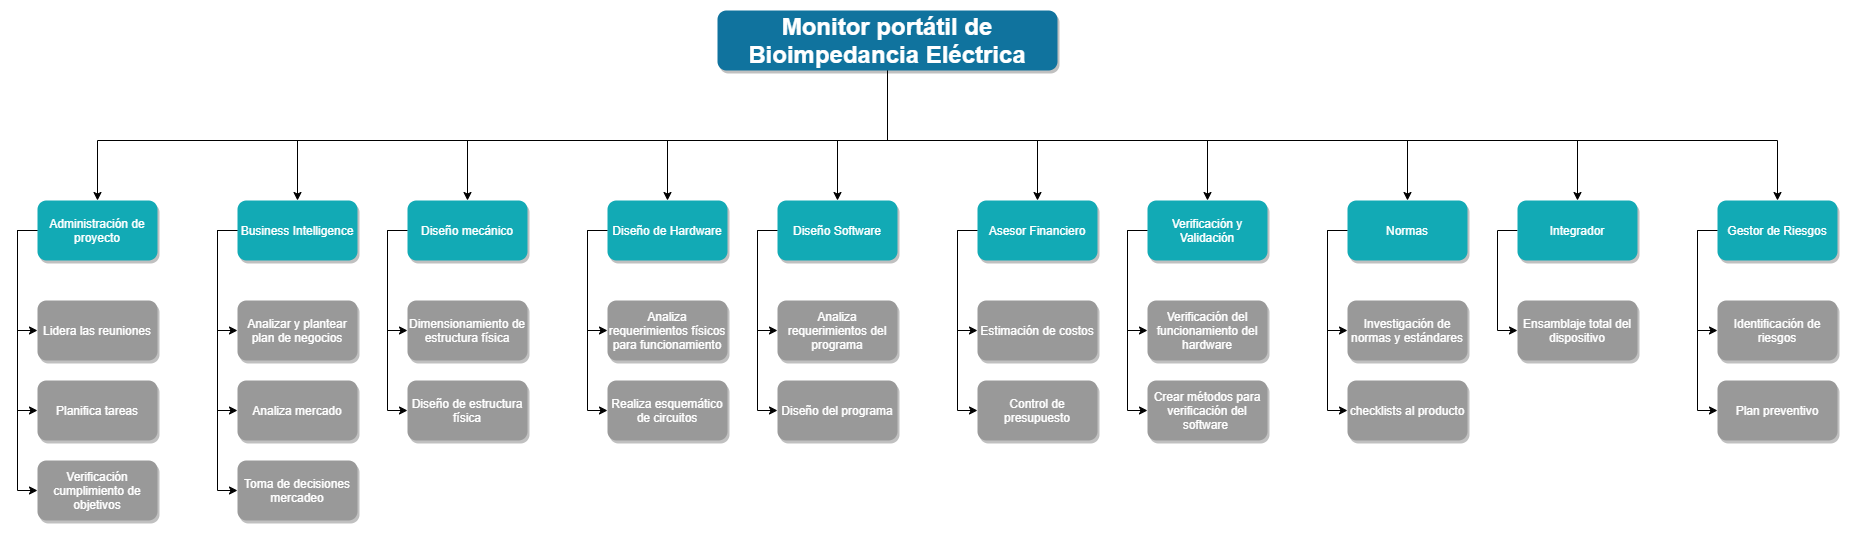 Monitor portátil de
Bioimpedancia Eléctrica
Administración de
proyecto
Business Intelligence
Diseño mecánico
Diseño de Hardware
Diseño Software
Asesor Financiero
Verificación y
Validación
Normas
Integrador
Gestor de Riesgos
Lidera las reuniones
Analizar y plantear
plan de negocios
Dimensionamiento de
estructura física
Analiza
requerimientos físicos
para funcionamiento
Analiza
requerimientos del
programa
Estimación de costos
Verificación del
funcionamiento del
hardware
Investigación de
normas y estándares
Ensamblaje total del
dispositivo
Identificación de
riesgos
Planifica tareas
Analiza mercado
Diseño de estructura
física
Realiza esquemático
de circuitos
Diseño del programa
Control de
presupuesto
Crear métodos para
verificación del
software
checklists al producto
Plan preventivo
Verificación
cumplimiento de
objetivos
Toma de decisiones
mercadeo